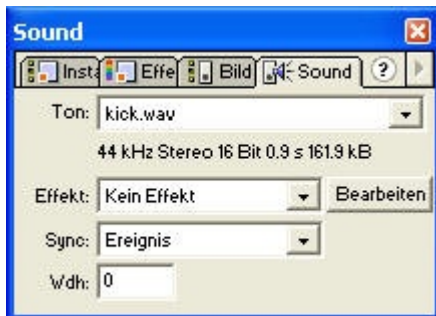 Sound
Insta Effe Bild Sound ?
Ton: kick.wav
44 kHz Stereo 16 Bit 0.9 s 161.9 kB
Effekt: Kein Effekt Bearbeiten
Sync: Ereignis
Wdh: 0